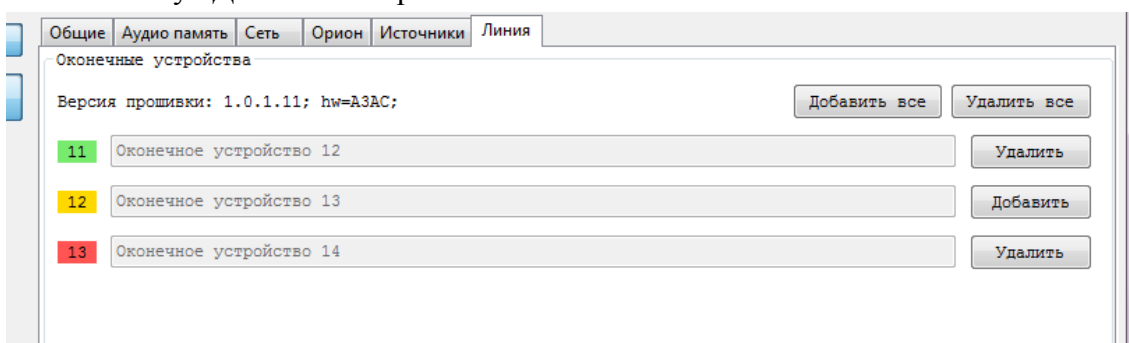 Общие Аудио память Сеть Орион Источники Линия
Оконечные устройства
Версия прошивки: 1.0.1.11; hw=A3AC; Добавить все Удалить все
11 Оконечное устройство 12 Удалить
12 Оконечное устройство 13 Добавить
13 Оконечное устройство 14 Удалить